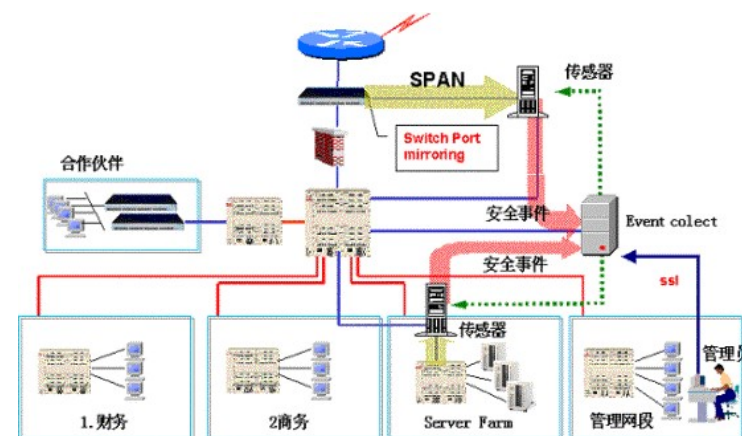 SPAN
传感器
Switch Port
mirroring
合作伙伴
安全事件
Event colect
安全事件
ssl
传感器
管理员
1.财务
2商务
Server Farm
管理网段